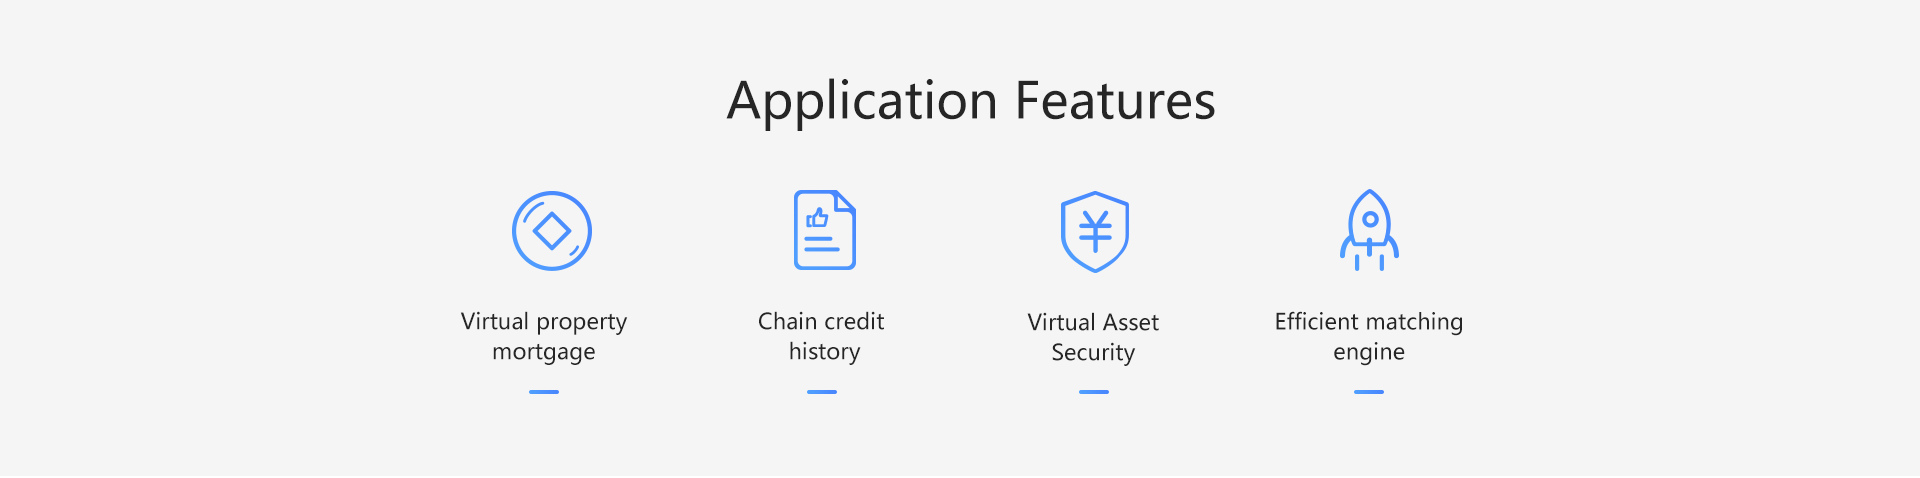 Application Features
Virtual property
mortgage
Chain credit
history
¥
Virtual Asset
Security
Efficient matching
engine